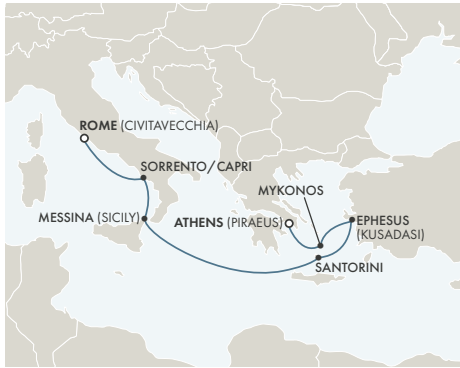 ROME (CIVITAVECCHIA)
SORRENTO/CAPRI
MYKONOS
MESSINA (SICILY)
ATHENS (PIRAEUS)
EPHESUS
(KUSADASI)
SANTORINI